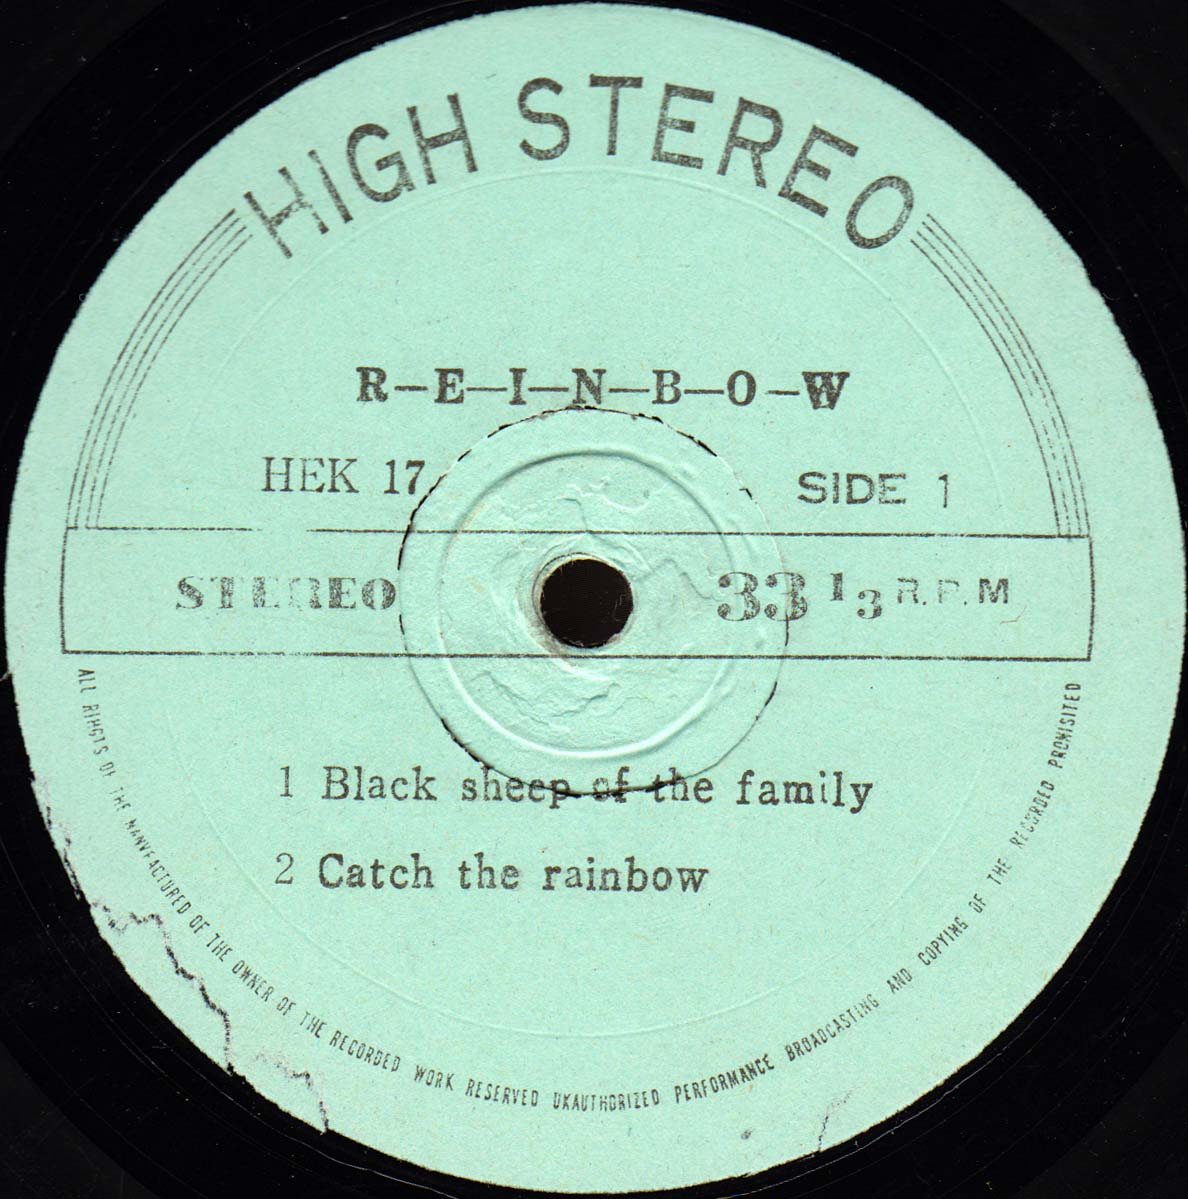 HIGH STEREO
R–E–I–N–B–O–W
HEK 17
SIDE 1
STEREO
33 1 3 R.P.M
1 Black sheep of the family
2 Catch the rainbow
ALL RIHGTS OF THE MANVFACTURED OF THE OWNER OF THE RECORDED WORK RESERVED UKAUTHORIZED PERFORMANCE BROADCASTING AND COPYING OF THE RECORDED PROHISITED